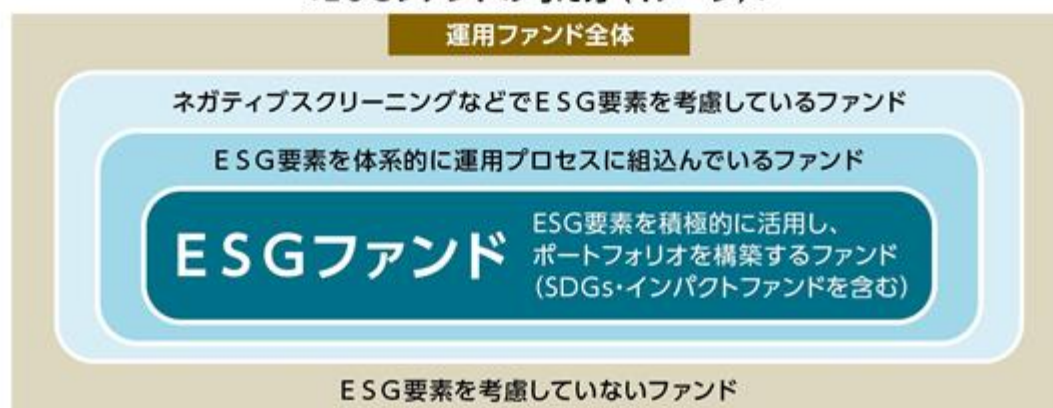 運用ファンド全体
ネガティブスクリーニングなどでESG要素を考慮しているファンド
ESG要素を体系的に運用プロセスに組込んでいるファンド
ESGファンド
ESG要素を積極的に活用し、
ポートフォリオを構築するファンド
(SDGs・インパクトファンドを含む)
ESG要素を考慮していないファンド